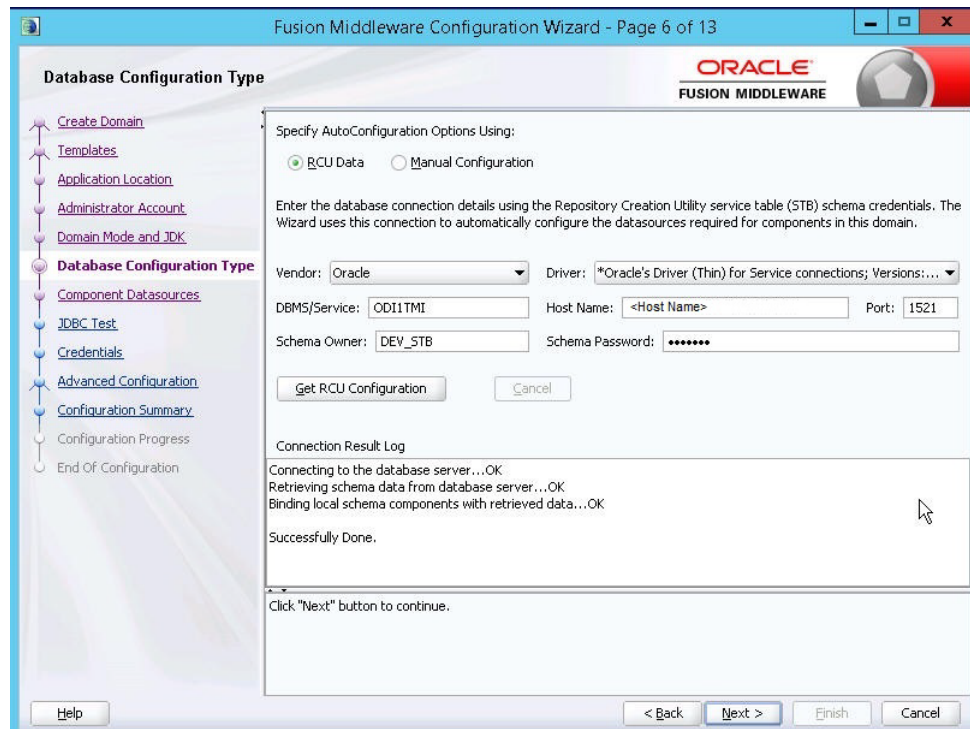 Fusion Middleware Configuration Wizard - Page 6 of 13
Database Configuration Type
ORACLE
FUSION MIDDLEWARE
Create Domain
Templates
Application Location
Administrator Account
Domain Mode and JDK
Database Configuration Type
Component Datasources
JDBC Test
Credentials
Advanced Configuration
Configuration Summary
Configuration Progress
End Of Configuration
Specify AutoConfiguration Options Using:
RCU Data Manual Configuration
Enter the database connection details using the Repository Creation Utility service table (STB) schema credentials. The
Wizard uses this connection to automatically configure the datasources required for components in this domain.
Vendor: Oracle Driver: *Oracle's Driver (Thin) for Service connections; Versions:...
DBMS/Service: ODI1TMI Host Name: <Host Name> Port: 1521
Schema Owner: DEV_STB Schema Password: •••••••
Get RCU Configuration Cancel
Connection Result Log
Connecting to the database server...OK
Retrieving schema data from database server...OK
Binding local schema components with retrieved data...OK
Successfully Done.
Click "Next" button to continue.
Help < Back Next > Finish Cancel